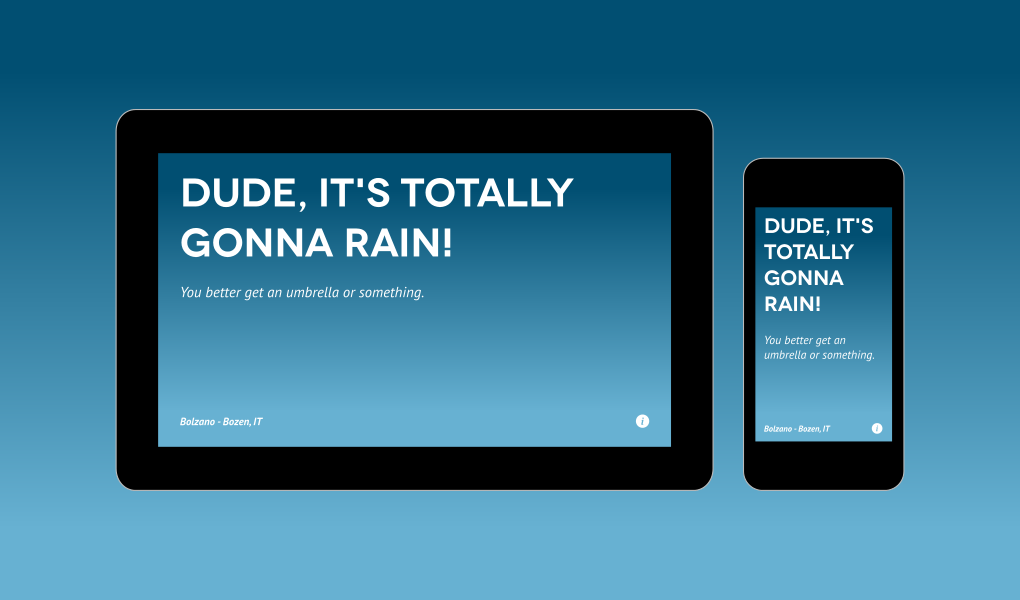 DUDE, IT'S TOTALLY
GONNA RAIN!
You better get an umbrella or something.
Bolzano - Bozen, IT
i
DUDE, IT'S
TOTALLY
GONNA
RAIN!
You better get an
umbrella or something.
Bolzano - Bozen, IT
i